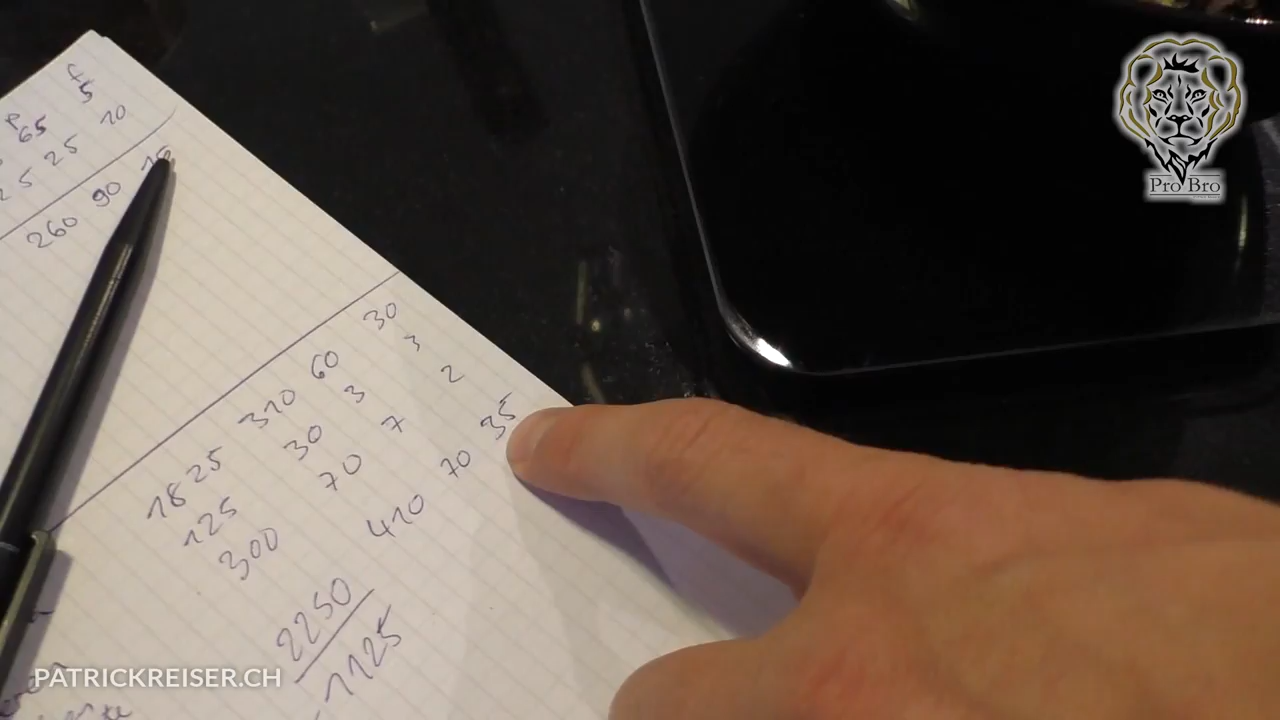 65 5
25 25 10
260 90
1825 310 60 30
125 30 3 3
300 70 7 2
2250 410 70 35
1125
Pro Bro
PATRICKREISER.CH